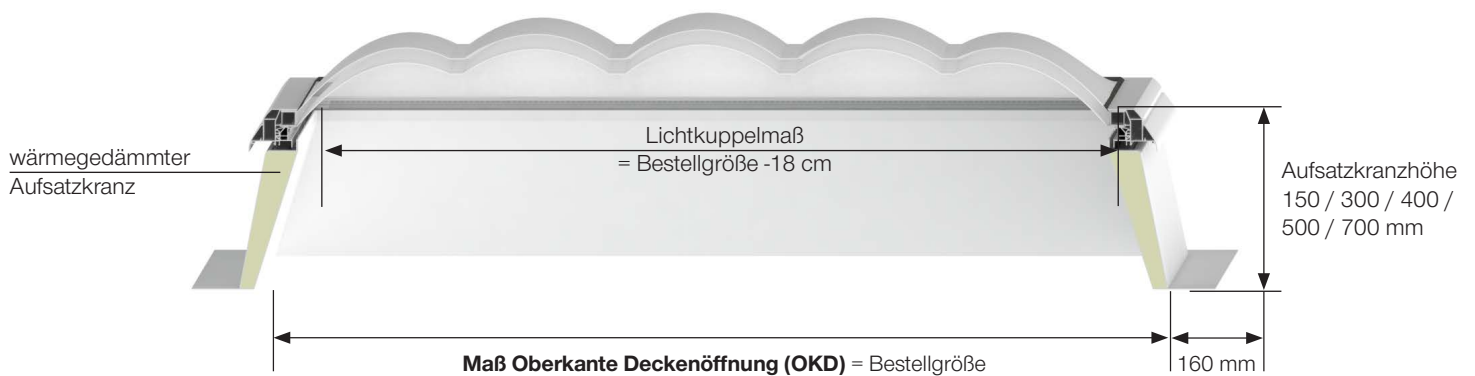 Lichtkuppelmaß
= Bestellgröße -18 cm
wärmegedämmter
Aufsatzkranz
Aufsatzkranzhöhe
150 / 300 / 400 /
500 / 700 mm
Maß Oberkante Deckenöffnung (OKD) = Bestellgröße
160 mm